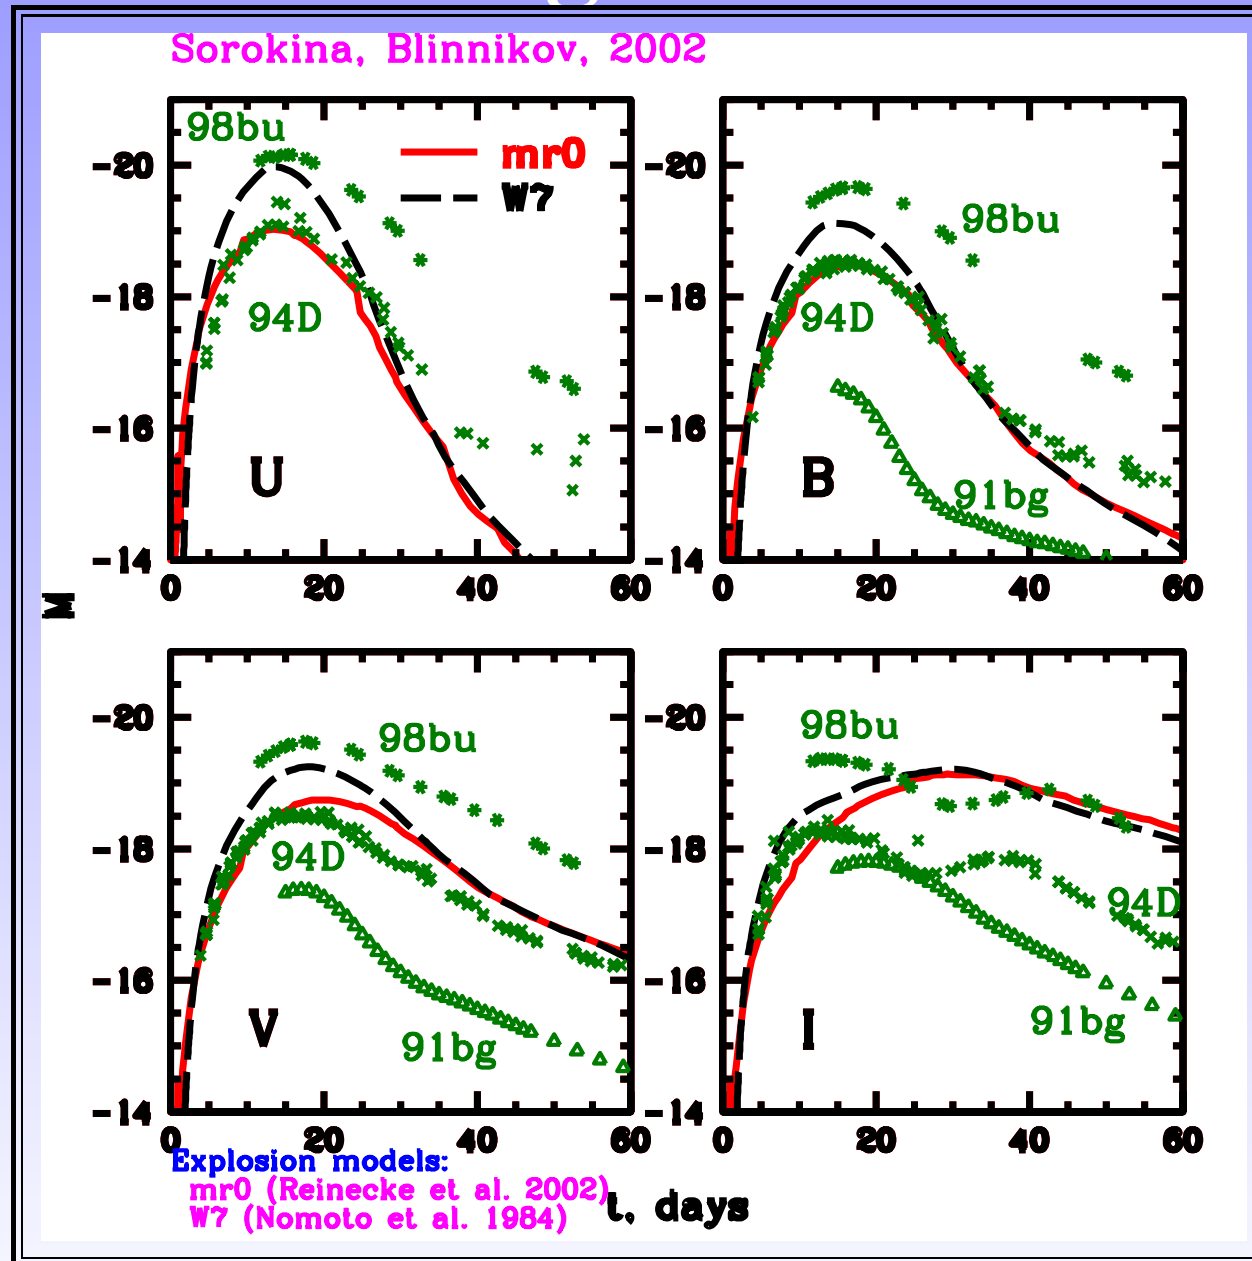 Sorokina, Blinnikov, 2002
98bu
mr0
W7
94D
U
-20
-18
-16
-14
0 20 40 60
98bu
94D
91bg
B
-20
-18
-16
-14
0 20 40 60
M
98bu
94D
91bg
V
-20
-18
-16
-14
0 20 40 60
98bu
94D
91bg
I
-20
-18
-16
-14
0 20 40 60
Explosion models:
mr0 (Reinecke et al. 2002)
W7 (Nomoto et al. 1984)
t, days